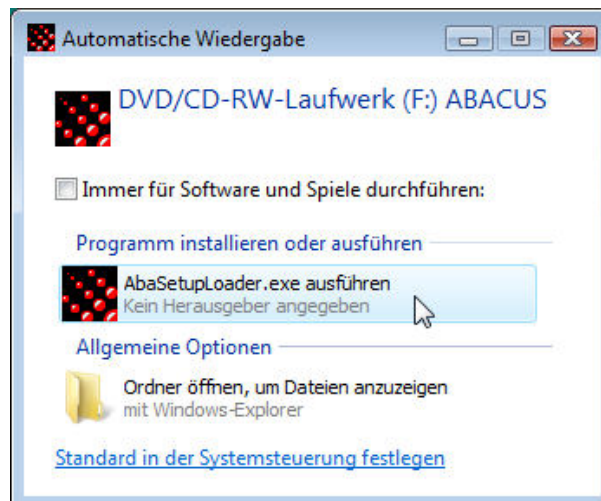 Automatische Wiedergabe
DVD/CD-RW-Laufwerk (F:) ABACUS
Immer für Software und Spiele durchführen:
Programm installieren oder ausführen
AbaSetupLoader.exe ausführen
Kein Herausgeber angegeben
Allgemeine Optionen
Ordner öffnen, um Dateien anzuzeigen
mit Windows-Explorer
Standard in der Systemsteuerung festlegen